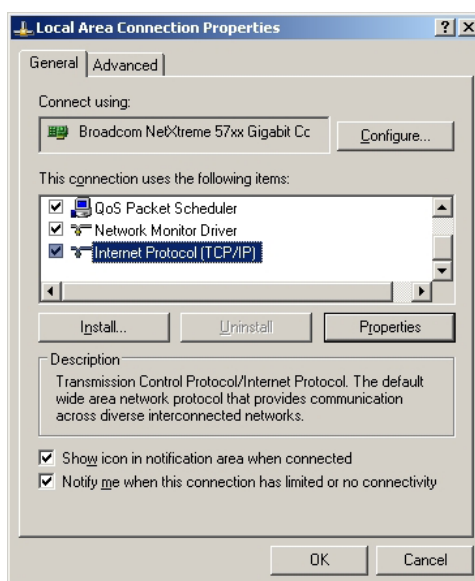 Local Area Connection Properties
General
Advanced
Connect using:
Broadcom NetXtreme 57xx Gigabit Cc
Configure...
This connection uses the following items:
QoS Packet Scheduler
Network Monitor Driver
Internet Protocol (TCP/IP)
Install...
Uninstall
Properties
Description
Transmission Control Protocol/Internet Protocol. The default
wide area network protocol that provides communication
across diverse interconnected networks.
Show icon in notification area when connected
Notify me when this connection has limited or no connectivity
OK
Cancel